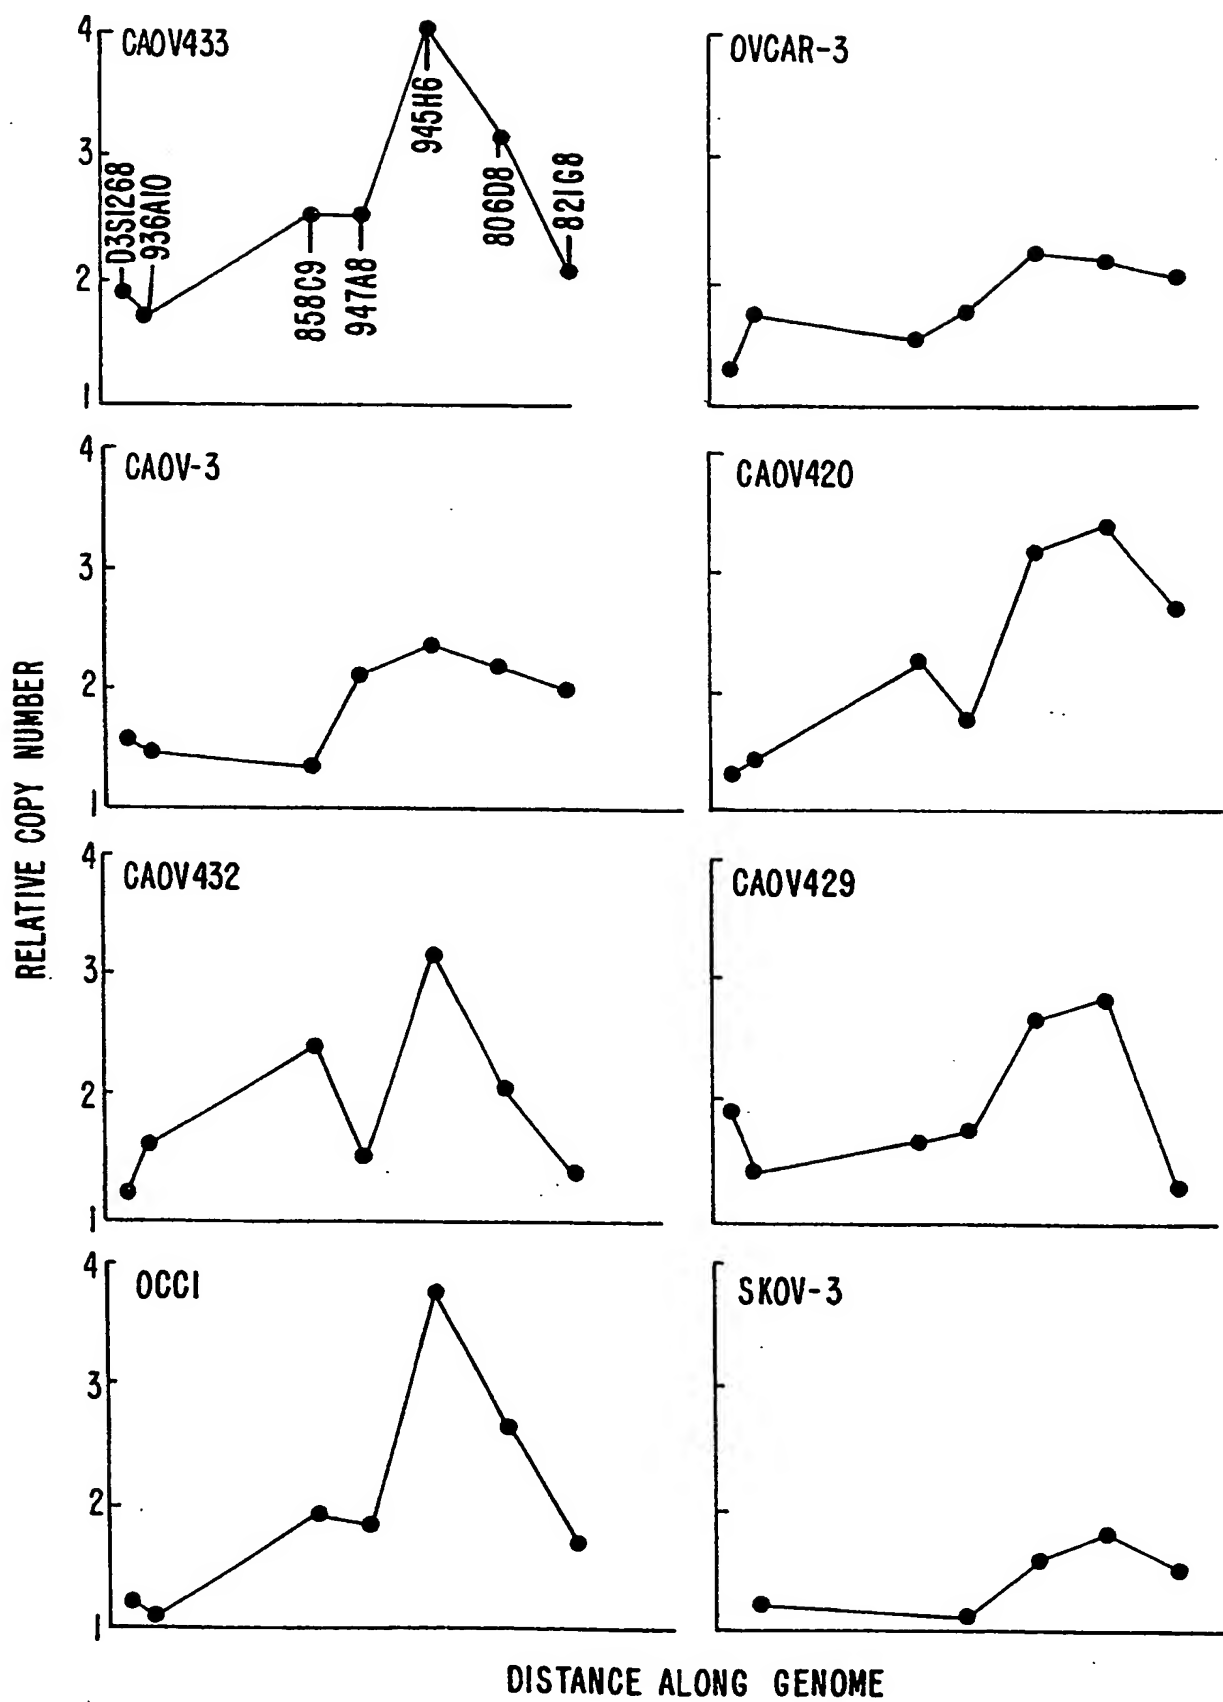 CAOV433
4
3
2
1
D3S1268
936A10
858C9
947A8
945H6
806D8
821G8
OVCAR-3
CAOV-3
4
3
2
1
CAOV420
CAOV432
4
3
2
1
CAOV429
OCC1
4
3
2
1
SKOV-3
RELATIVE COPY NUMBER
DISTANCE ALONG GENOME